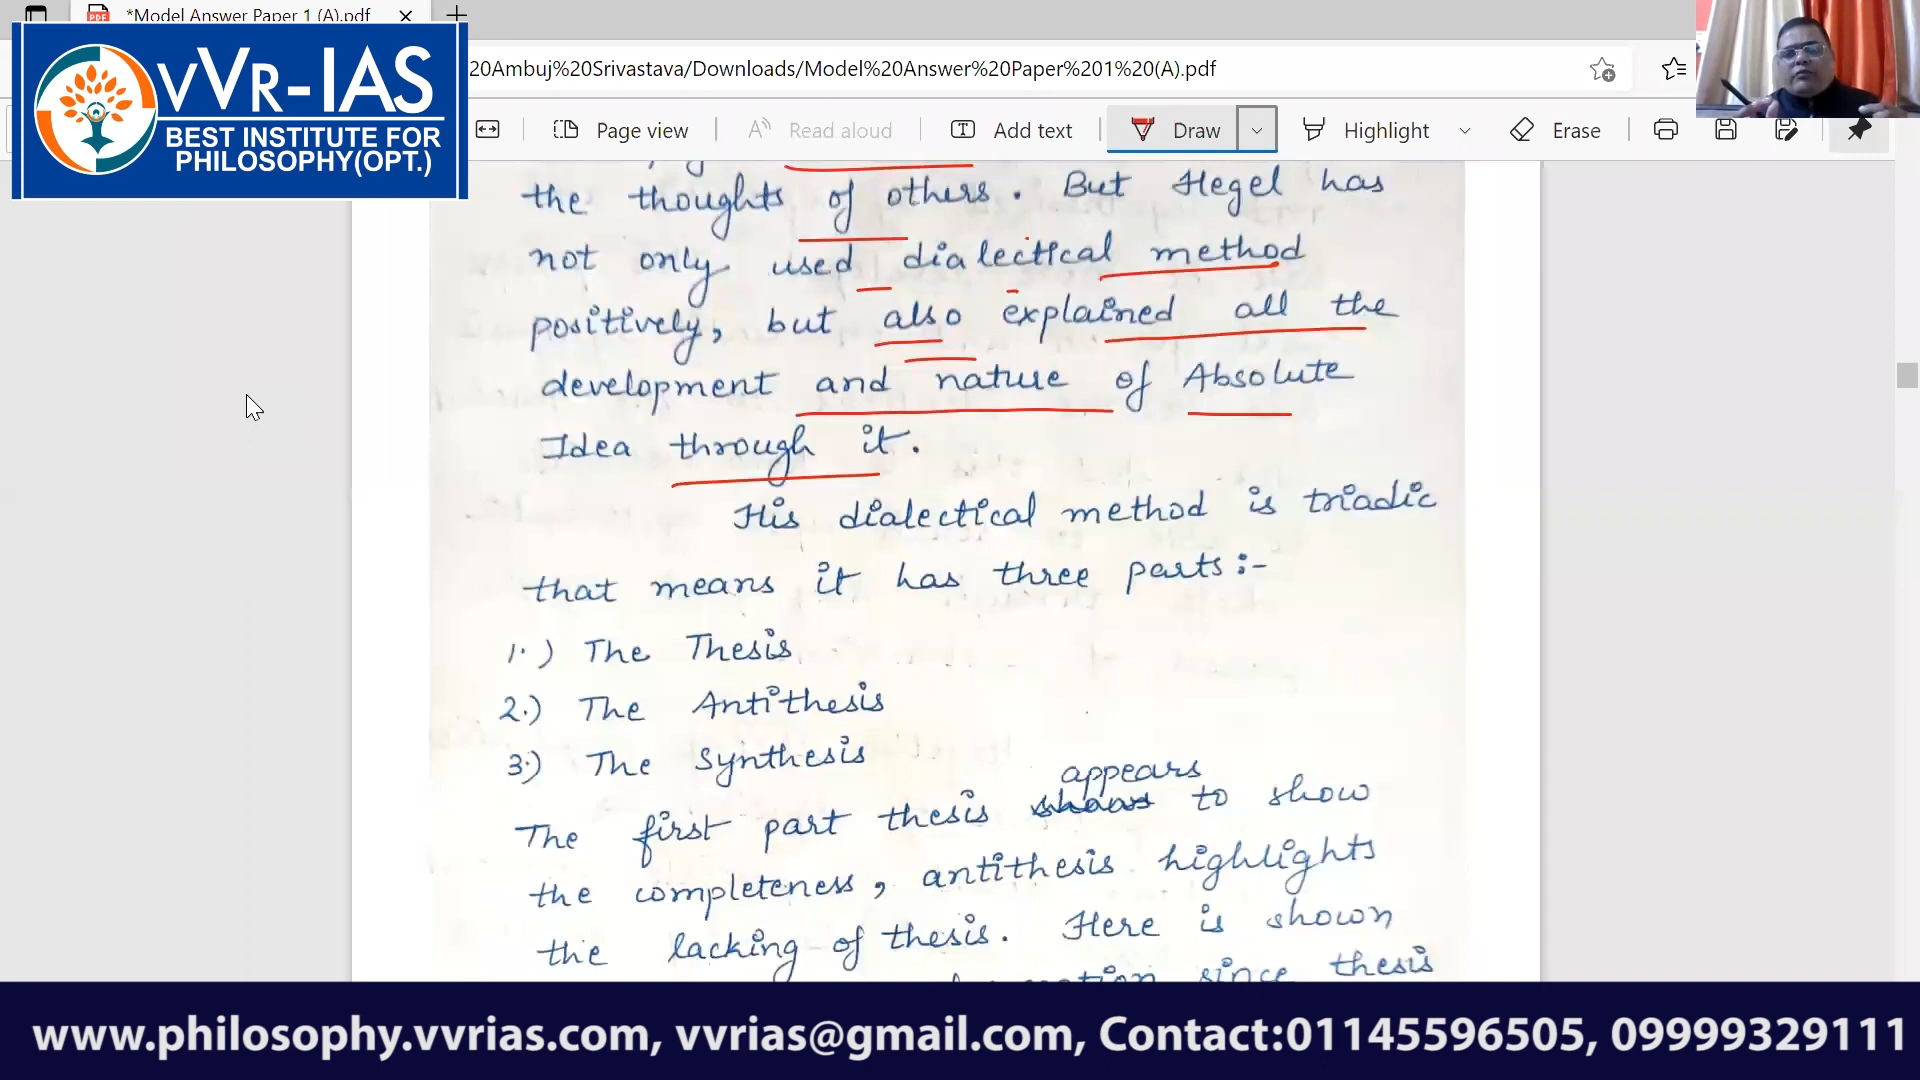 *Model Answer Paper 1 (A).pdf
vVR-IAS
BEST INSTITUTE FOR
PHILOSOPHY(OPT.)
20Ambuj%20Srivastava/Downloads/Model%20Answer%20Paper%201%20(A).pdf
Page view
Read aloud
Add text
Draw
Highlight
Erase
the thoughts of others. But Hegel has
not only used dialectical method
positively, but also explained all the
development and nature of Absolute
Idea through it.
His dialectical method is triadic
that means it has three parts:-
1.) The Thesis
2.) The Antithesis
3.) The Synthesis
appears
The first part thesis to show
the completeness, antithesis highlights
the lacking of thesis. Here is shown
since thesis
www.philosophy.vvrias.com, vvrias@gmail.com, Contact:01145596505, 09999329111